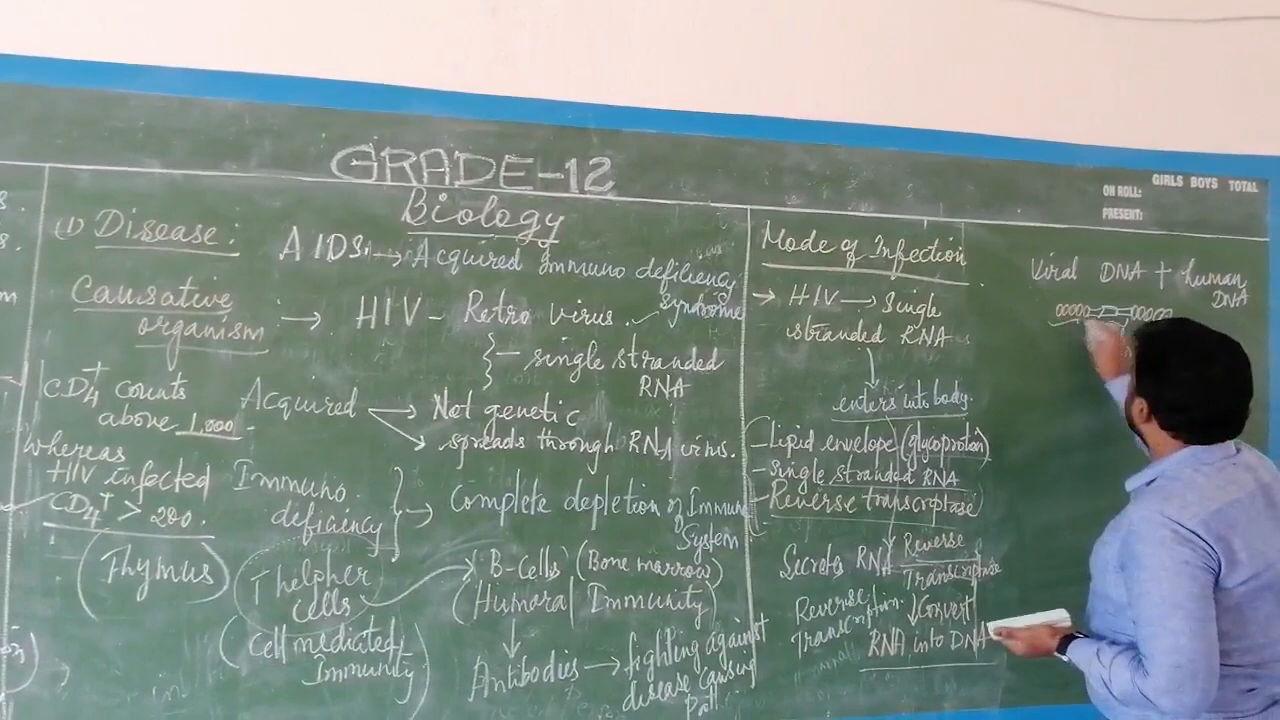 GRADE-12
Biology
GIRLS BOYS TOTAL
ON ROLL:
PRESENT:
(1) Disease:
AIDS → Acquired Immuno deficiency
Syndrome
Causative
organism → HIV - Retro virus.
- single stranded
RNA
CD4+ counts
above 1,000
Acquired → Not genetic
→ spreads through RNA virus.
whereas
HIV infected
CD4+ > 200.
(Thymus)
Immuno
deficiency } → Complete depletion of Immune
System
T helpher
cells
(Cell mediated
Immunity)
B-Cells (Bone marrow)
(Humoral Immunity)
↓
Antibodies → fighting against
disease causing
Mode of Infection
→ HIV → Single
stranded RNA
↓
enters into body.
- Lipid envelope (glycoprotion)
- Single stranded RNA
- Reverse transcriptase
Secrets RNA Reverse
Transcriptase
Reverse
Transcription.
↓ Convert
RNA into DNA
Viral DNA + human
DNA